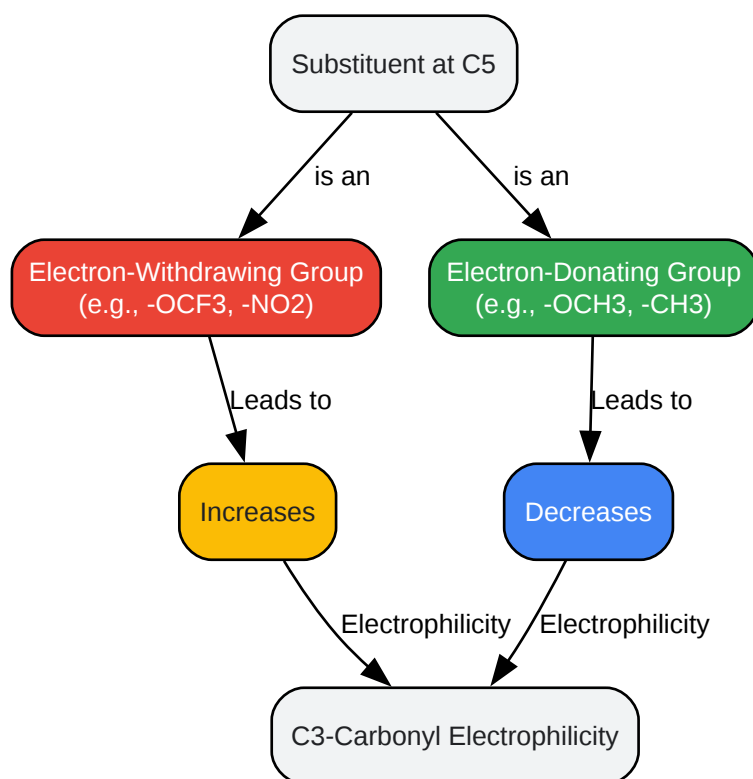 Substituent at C5
is an
is an
Electron-Withdrawing Group
(e.g., -OCF3, -NO2)
Electron-Donating Group
(e.g., -OCH3, -CH3)
Leads to
Leads to
Increases
Decreases
Electrophilicity
Electrophilicity
C3-Carbonyl Electrophilicity